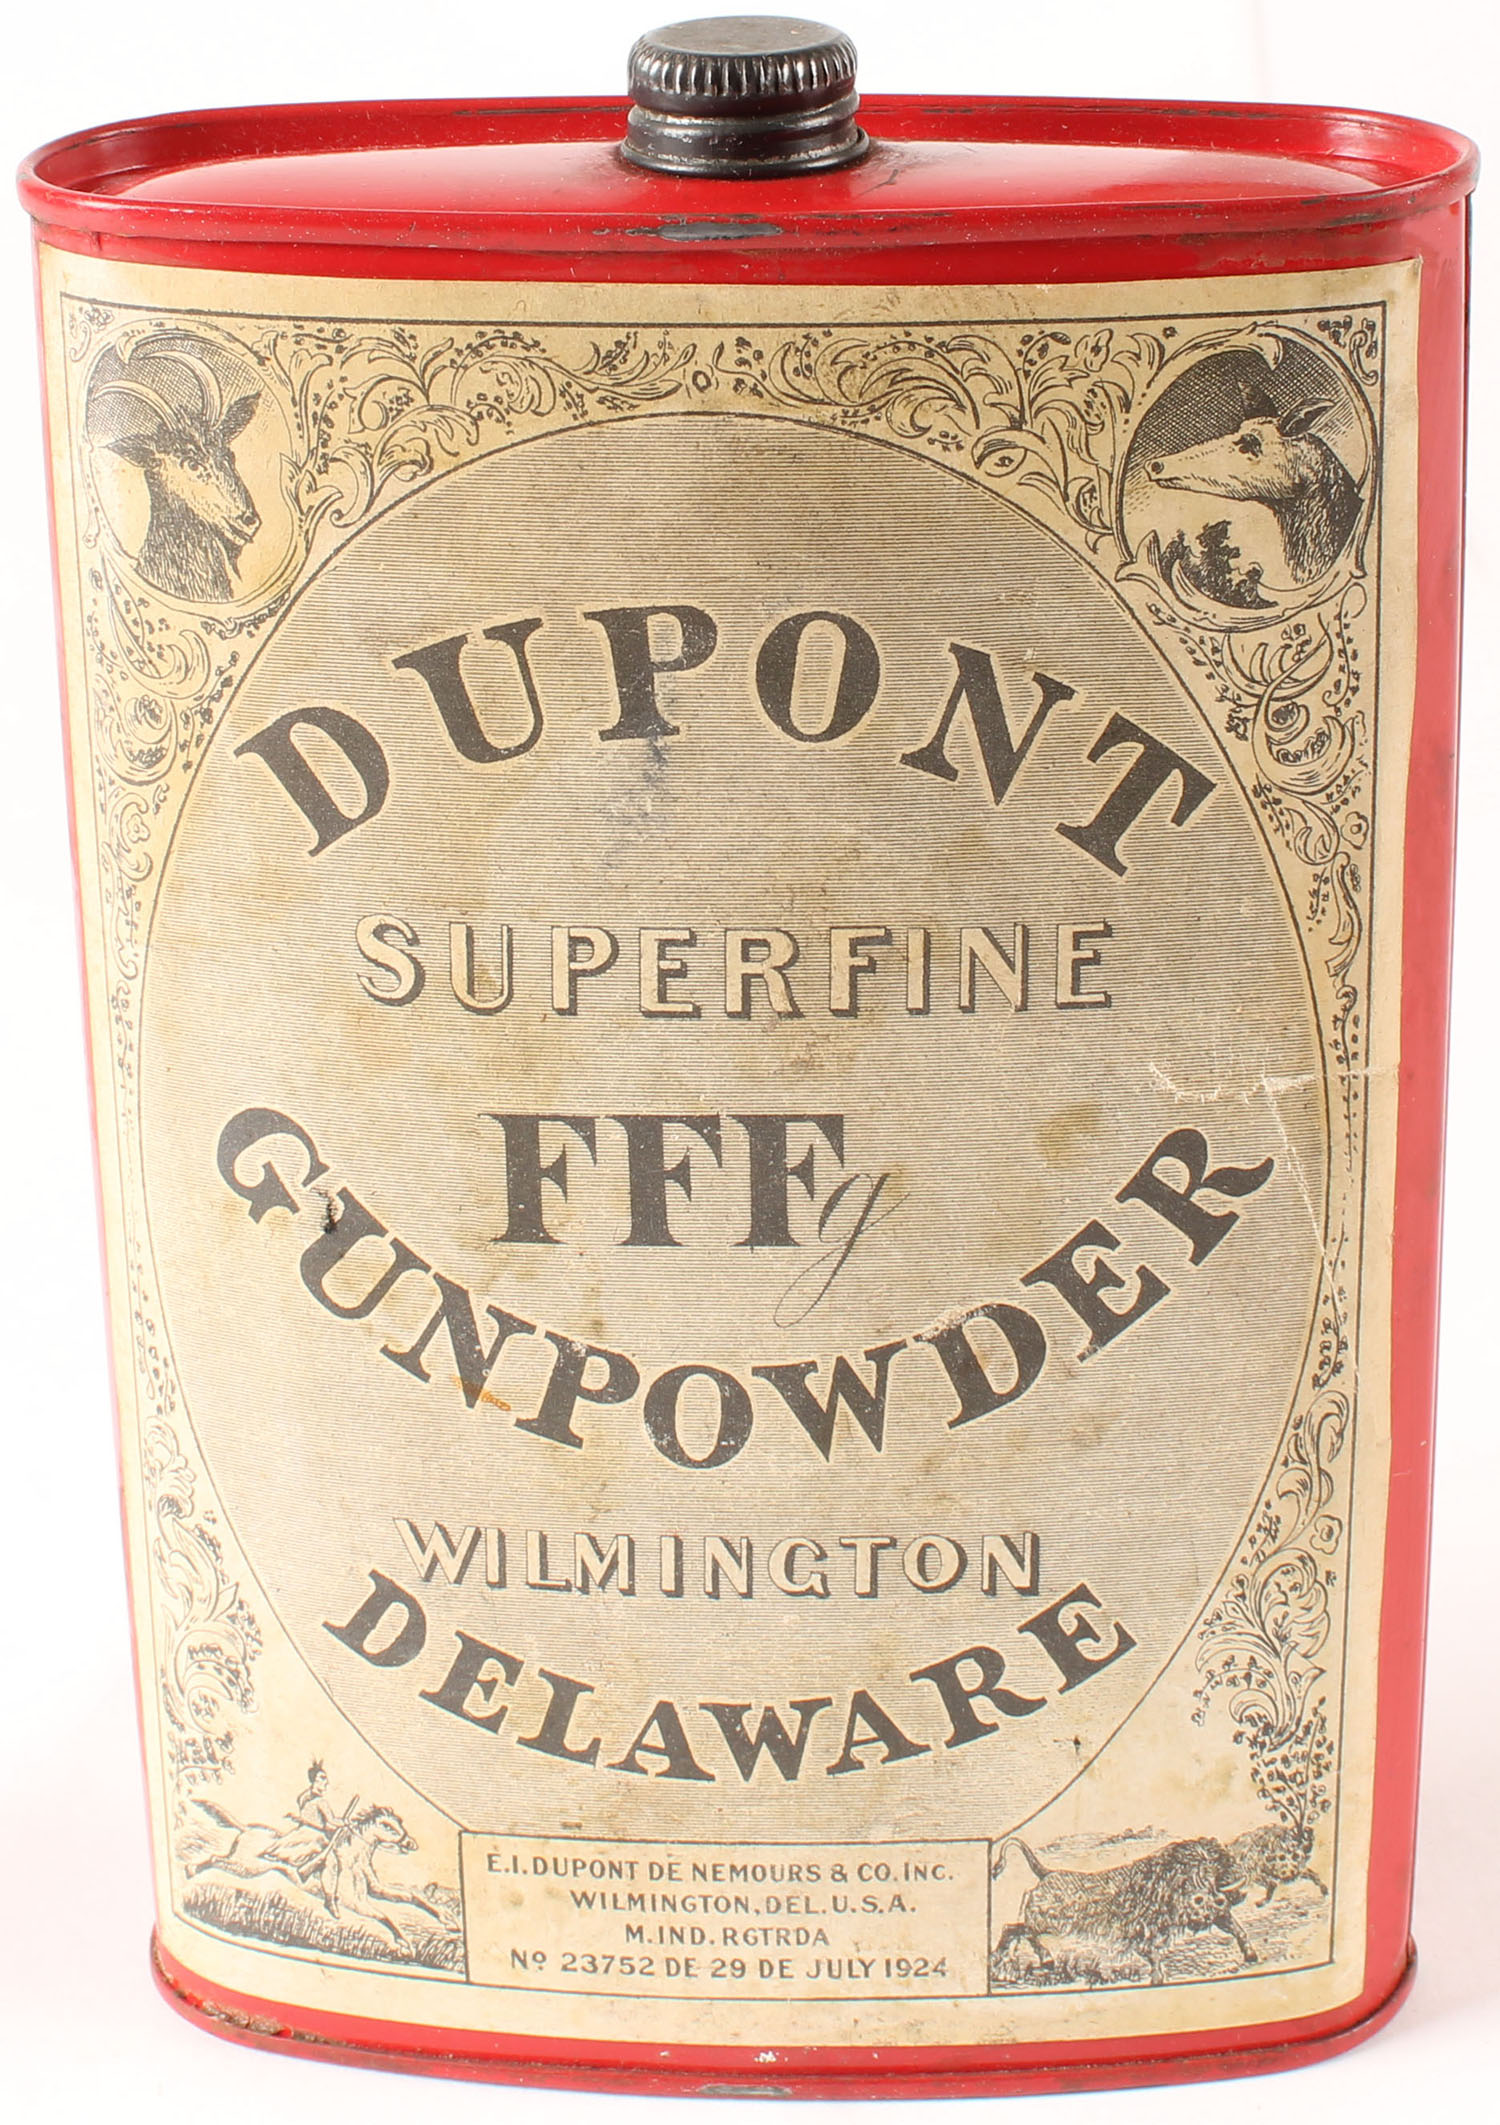 DUPONT
SUPERFINE
FFFg
GUNPOWDER
WILMINGTON
DELAWARE
E.I. DUPONT DE NEMOURS & CO. INC.
WILMINGTON, DEL. U.S.A.
M. IND. RGTRDA
Nº 23752 DE 29 DE JULY 1924